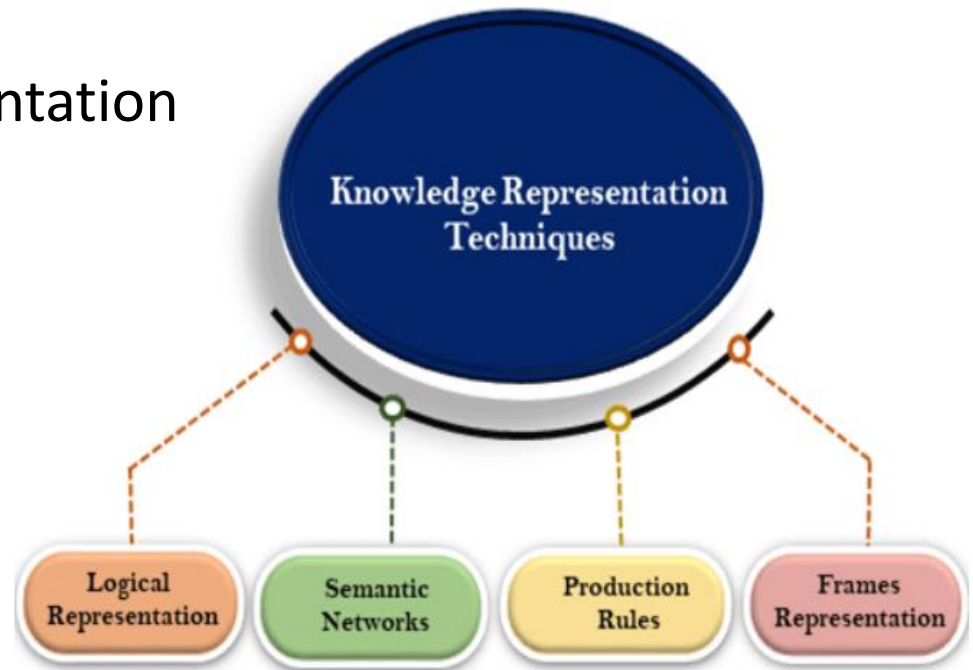 ntation
Knowledge Representation
Techniques
Logical
Representation
Semantic
Networks
Production
Rules
Frames
Representation